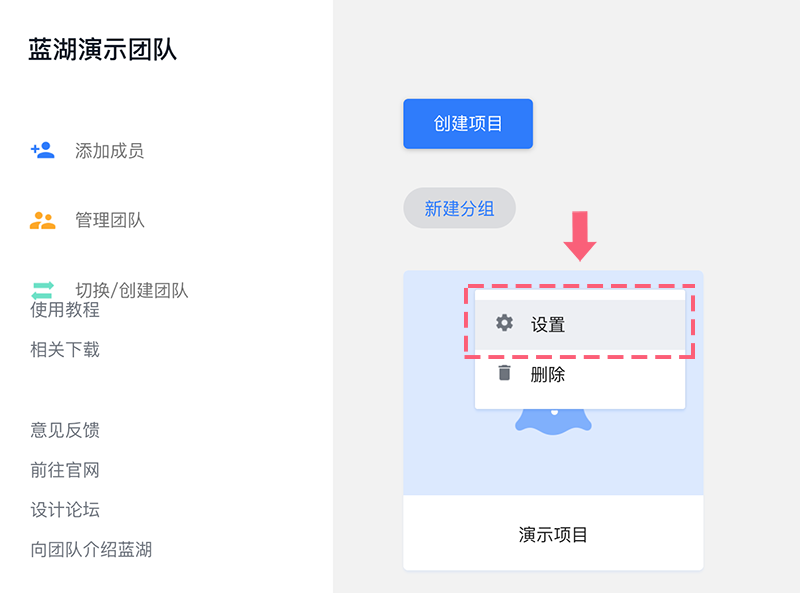 蓝湖演示团队
添加成员
管理团队
切换/创建团队
使用教程
相关下载
意见反馈
前往官网
设计论坛
向团队介绍蓝湖
创建项目
新建分组
设置
删除
演示项目